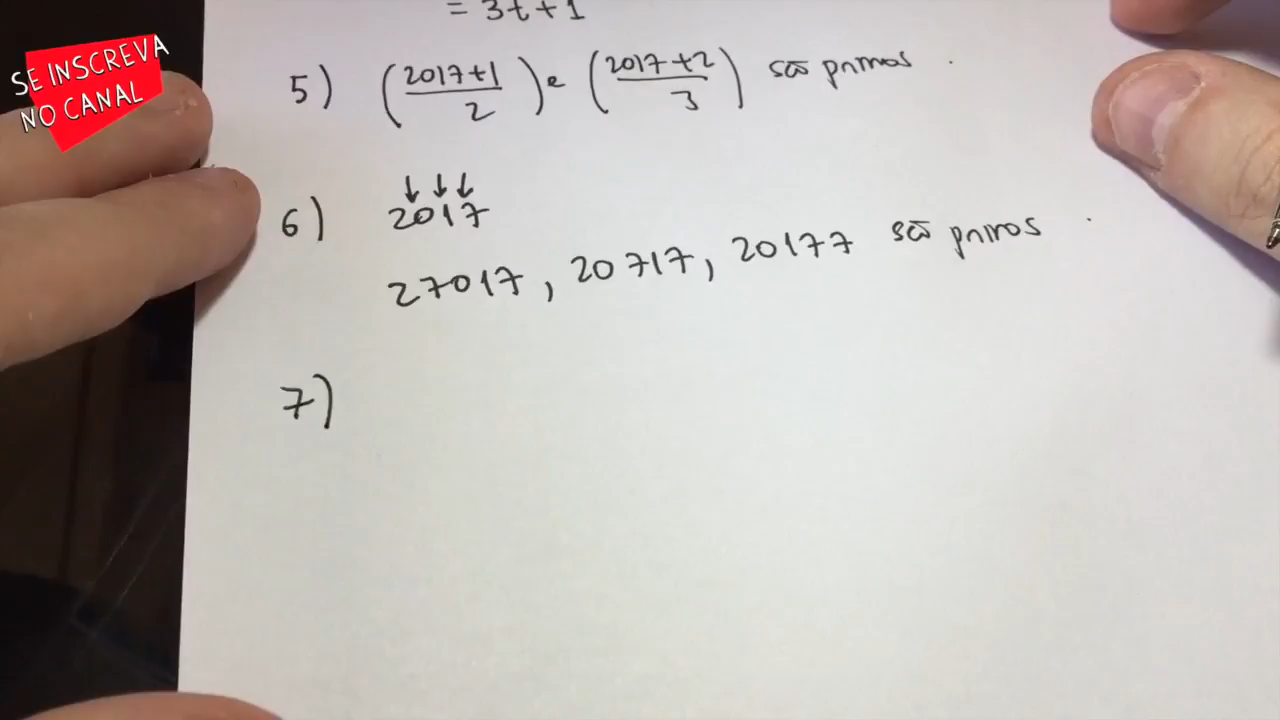 SE INSCREVA
NO CANAL
= 3t+1
5) (2017+1/2) e (2017+2/3) são primos.
6) 2017
27017, 20717, 20177 são primos.
7)